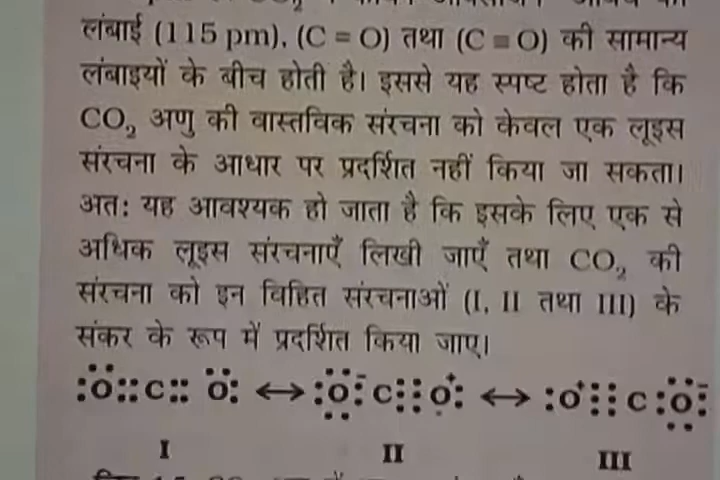 लंबाई (115 pm), (C = O) तथा (C ≡ O) की सामान्य
लंबाइयों के बीच होती है। इससे यह स्पष्ट होता है कि
CO₂ अणु की वास्तविक संरचना को केवल एक लूइस
संरचना के आधार पर प्रदर्शित नहीं किया जा सकता।
अतः यह आवश्यक हो जाता है कि इसके लिए एक से
अधिक लूइस संरचनाएँ लिखी जाएँ तथा CO₂ की
संरचना को इन विहित संरचनाओं (I, II तथा III) के
संकर के रूप में प्रदर्शित किया जाए।
:Ö::C::Ö: ↔ :Ö:⁻C:::O⁺: ↔ :O⁺:::C:Ö:⁻
I II III